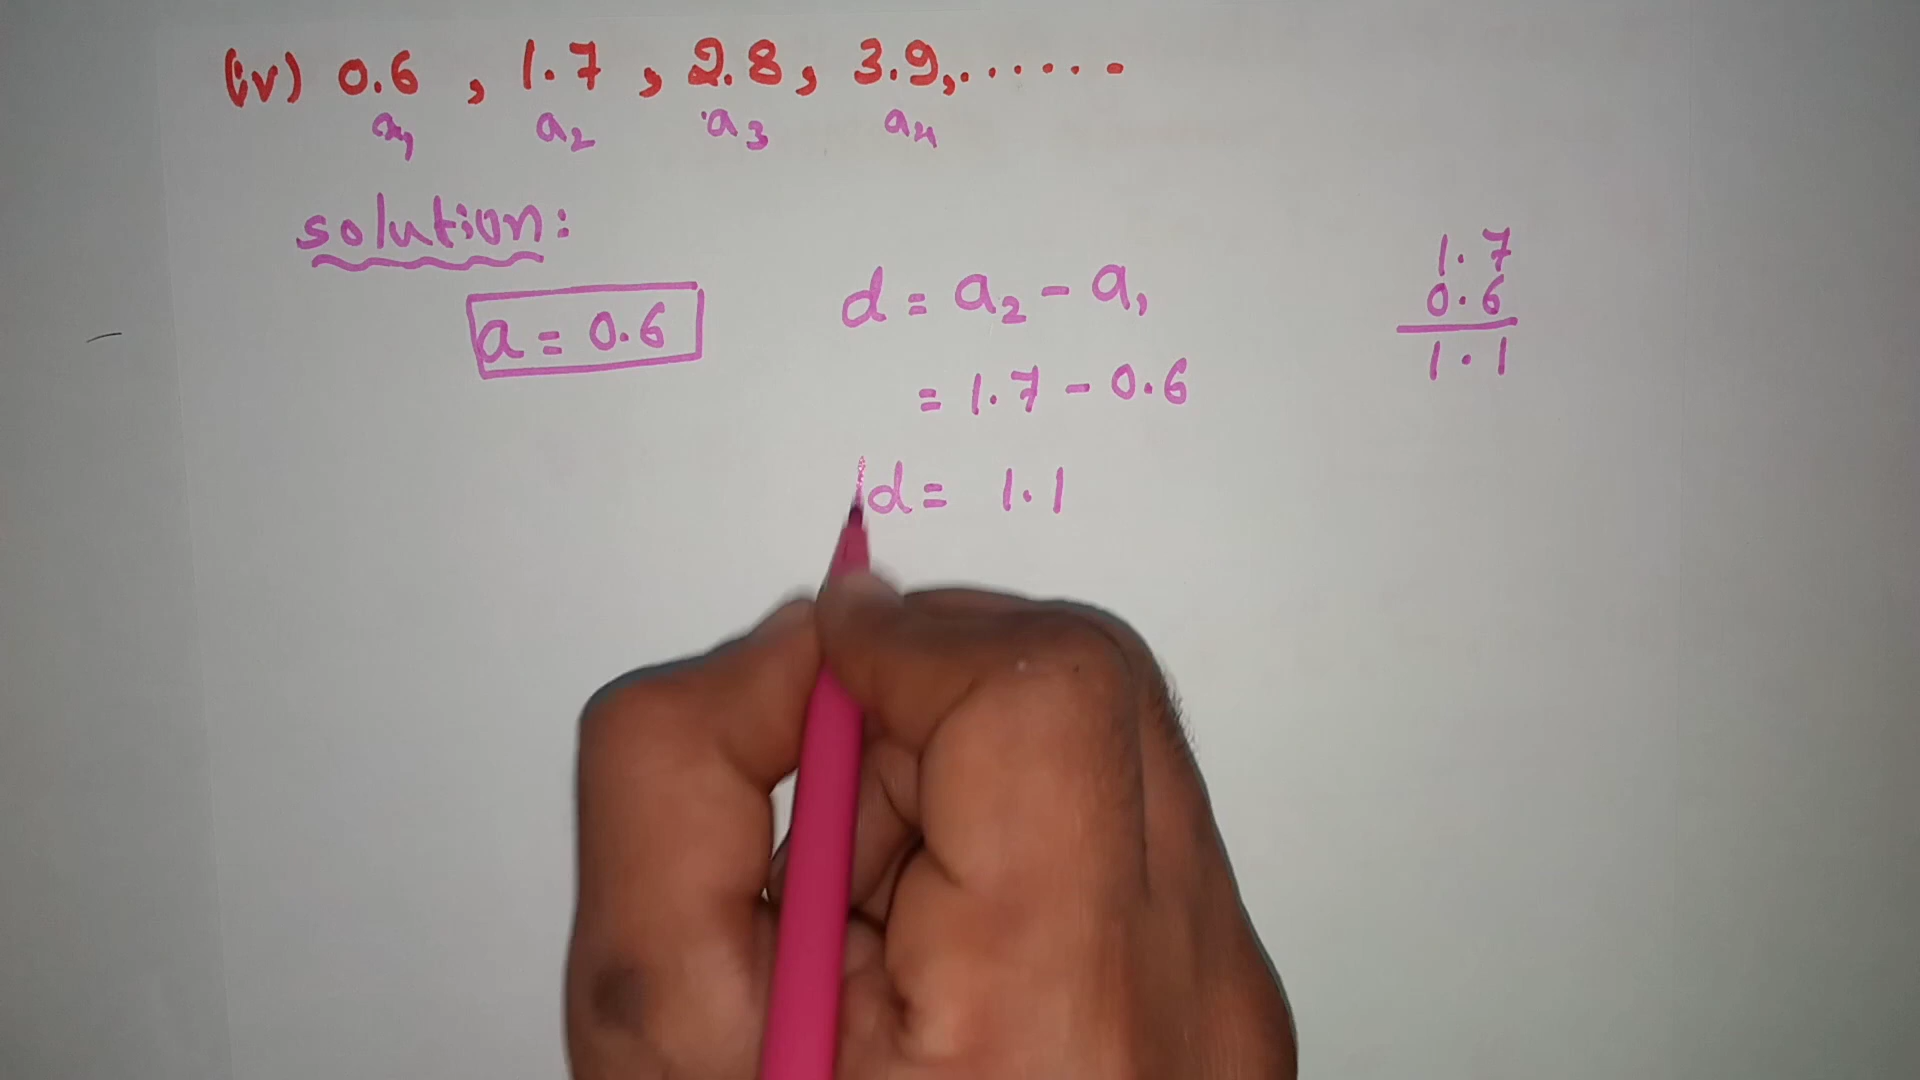 (iv) 0.6 , 1.7 , 2.8 , 3.9, ......
a₁ a₂ a₃ a₄
solution:
a = 0.6
d = a₂ - a₁
= 1.7 - 0.6
d = 1.1
1.7
0.6
1.1